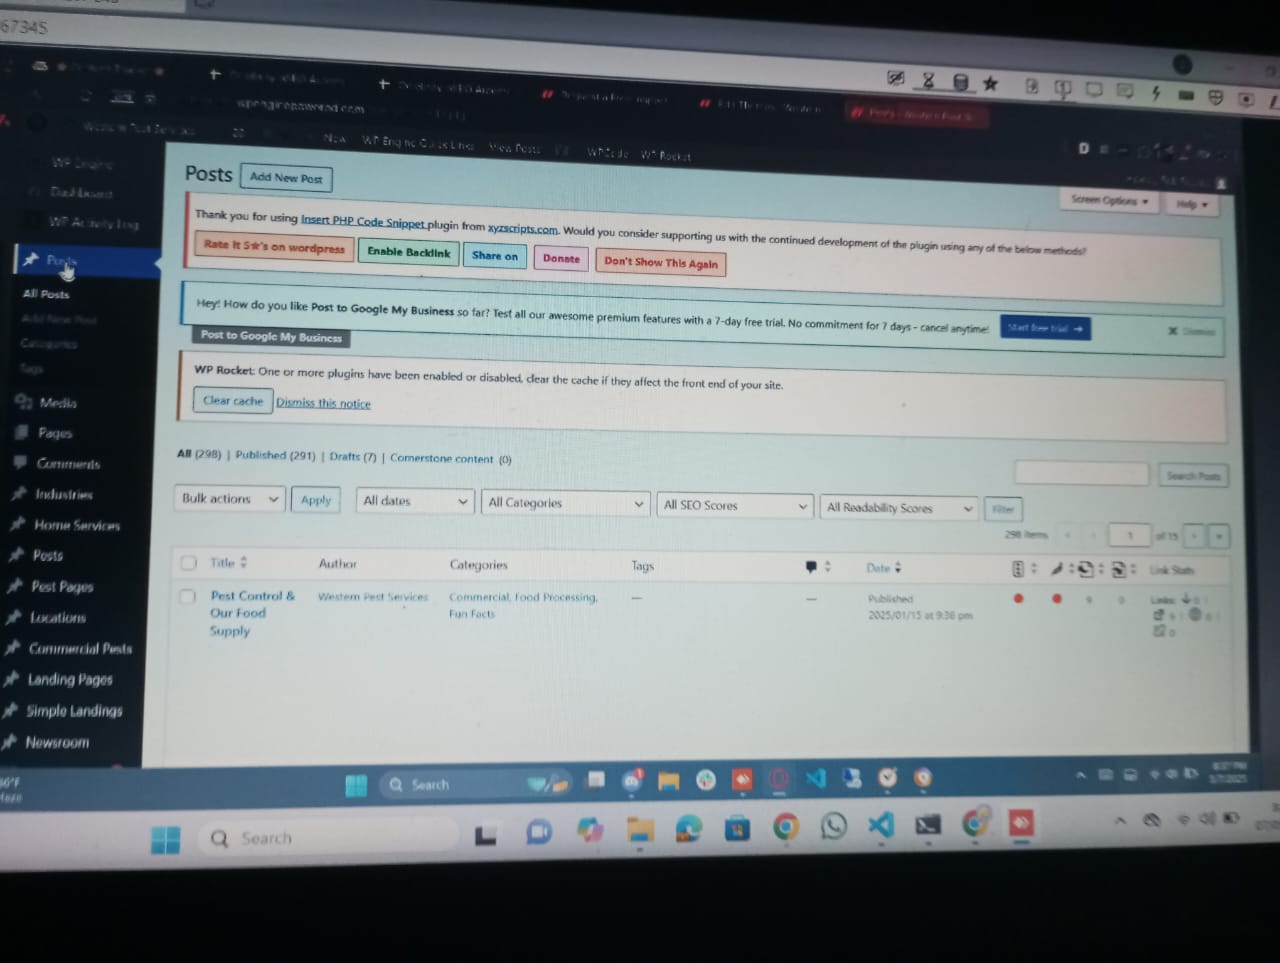 67345
wpenginepowered.com
New WP Engine Quick Links View Posts WPCode WP Rocket
WP Engine
Dashboard
WP Activity Log
Posts
All Posts
Add New Post
Categories
Tags
Media
Pages
Comments
Industries
Home Services
Posts
Pest Pages
Locations
Commercial Pests
Landing Pages
Simple Landings
Newsroom
Posts Add New Post
Screen Options Help
Thank you for using Insert PHP Code Snippet plugin from xyzscripts.com. Would you consider supporting us with the continued development of the plugin using any of the below methods?
Rate It 5★'s on wordpress Enable Backlink Share on Donate Don't Show This Again
Hey! How do you like Post to Google My Business so far? Test all our awesome premium features with a 7-day free trial. No commitment for 7 days - cancel anytime! Start free trial → Dismiss
Post to Google My Business
WP Rocket: One or more plugins have been enabled or disabled, clear the cache if they affect the front end of your site.
Clear cache Dismiss this notice
All (298) | Published (291) | Drafts (7) | Cornerstone content (0)
Search Posts
Bulk actions Apply All dates All Categories All SEO Scores All Readability Scores Filter
298 items 1 of 15
Title Author Categories Tags Date Link Stats
Pest Control & Western Pest Services Commercial, Food Processing, — — Published Links:
Our Food Fun Facts 2025/01/15 at 9:36 pm
Supply
Search
Search